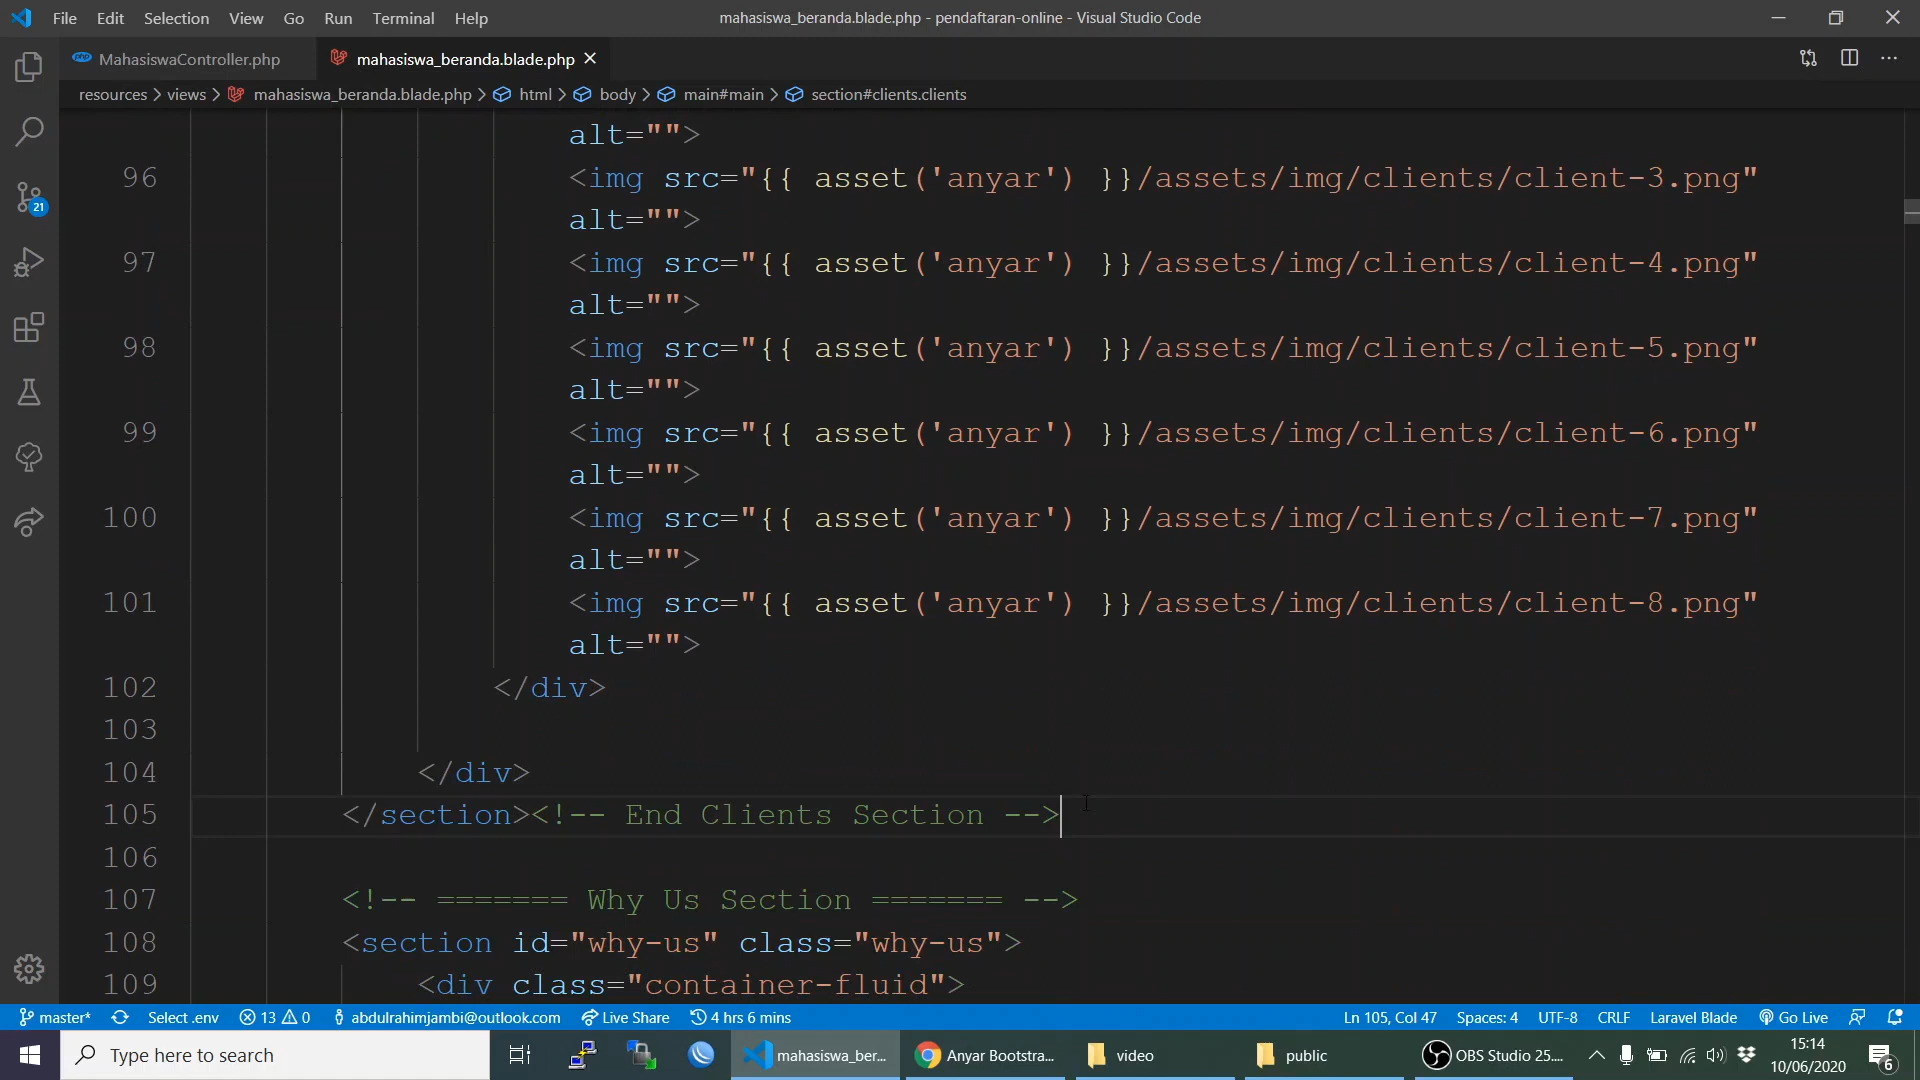 File Edit Selection View Go Run Terminal Help
mahasiswa_beranda.blade.php - pendaftaran-online - Visual Studio Code
php MahasiswaController.php
mahasiswa_beranda.blade.php
resources > views > mahasiswa_beranda.blade.php > html > body > main#main > section#clients.clients
alt="">
96 <img src="{{ asset('anyar') }}/assets/img/clients/client-3.png"
alt="">
97 <img src="{{ asset('anyar') }}/assets/img/clients/client-4.png"
alt="">
98 <img src="{{ asset('anyar') }}/assets/img/clients/client-5.png"
alt="">
99 <img src="{{ asset('anyar') }}/assets/img/clients/client-6.png"
alt="">
100 <img src="{{ asset('anyar') }}/assets/img/clients/client-7.png"
alt="">
101 <img src="{{ asset('anyar') }}/assets/img/clients/client-8.png"
alt="">
102 </div>
103
104 </div>
105 </section><!-- End Clients Section -->
106
107 <!-- ======= Why Us Section ======= -->
108 <section id="why-us" class="why-us">
109 <div class="container-fluid">
21
master* Select .env 13 0 abdulrahimjambi@outlook.com Live Share 4 hrs 6 mins Ln 105, Col 47 Spaces: 4 UTF-8 CRLF Laravel Blade Go Live
Type here to search
mahasiswa_ber...
Anyar Bootstra...
video
public
OBS Studio 25....
15:14
10/06/2020
6